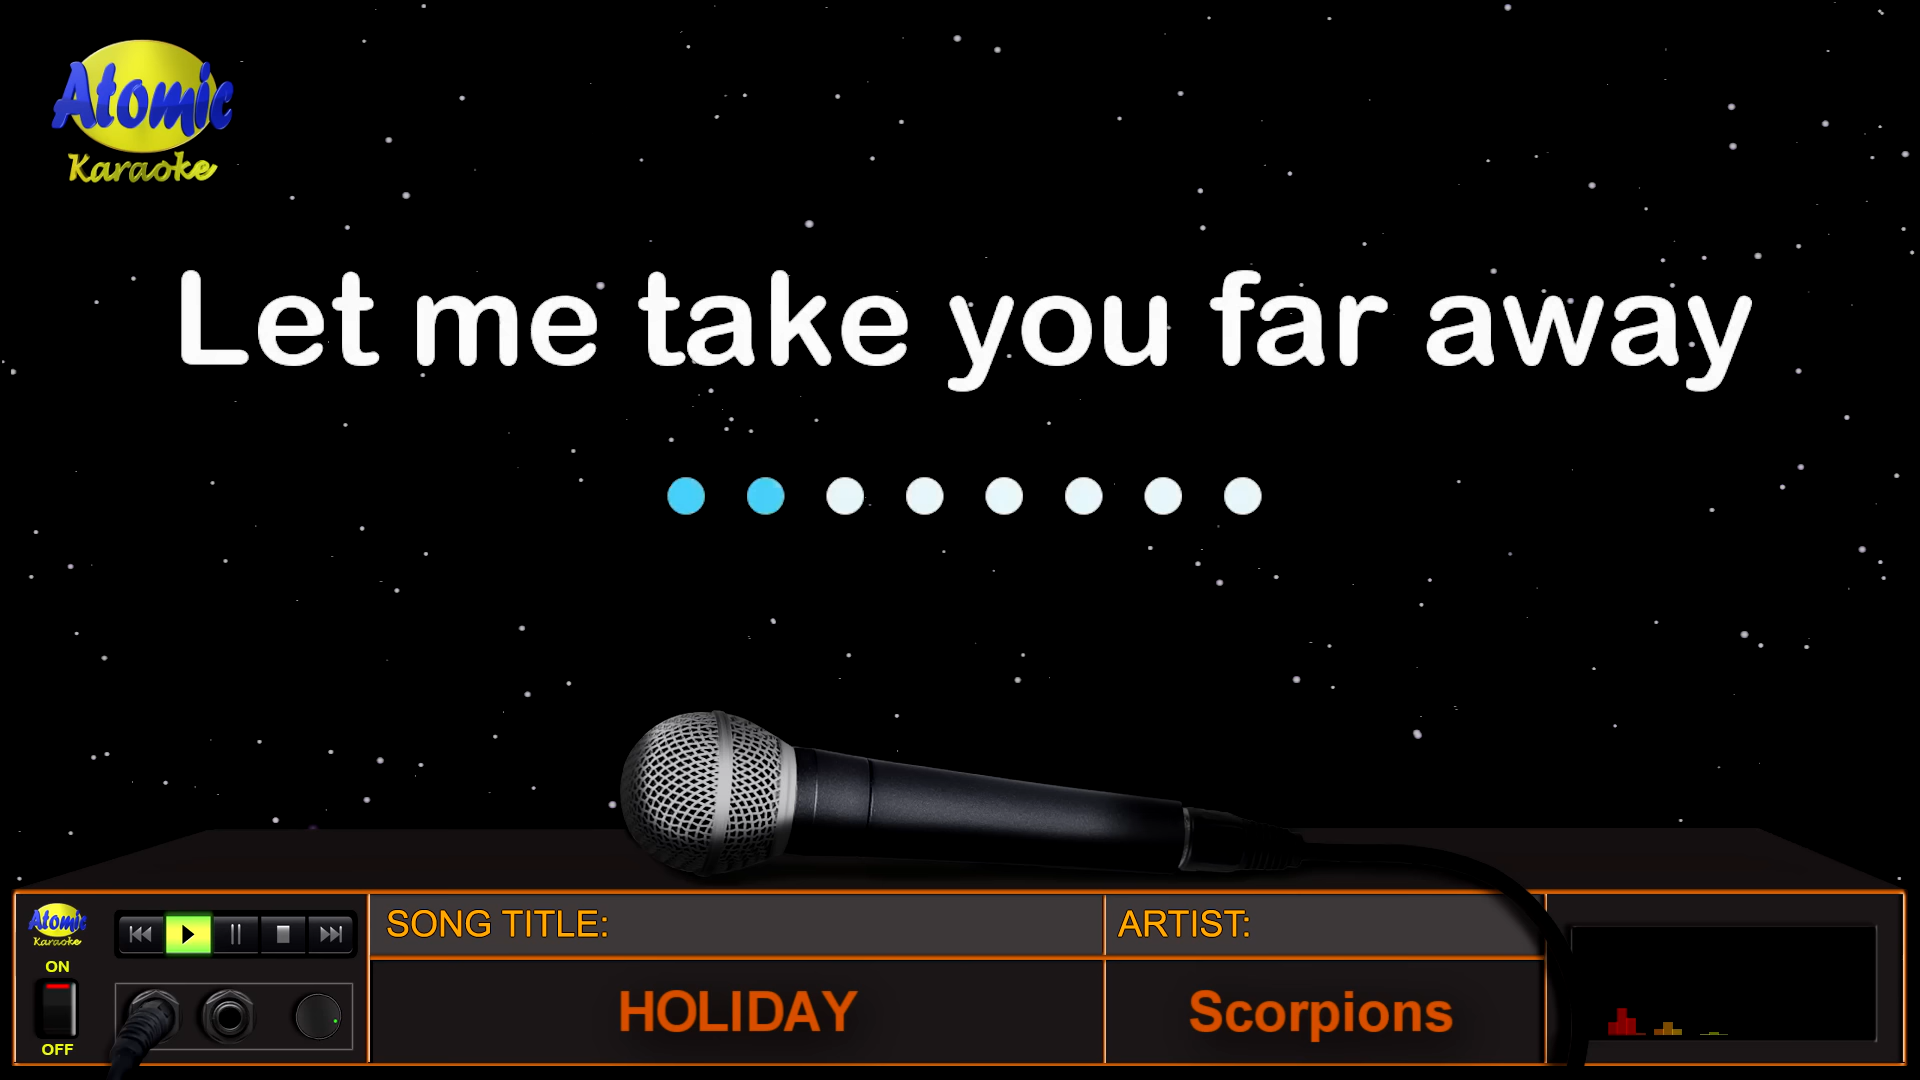 Atomic
Karaoke
Let me take you far away
Atomic
Karaoke
ON
OFF
SONG TITLE:
HOLIDAY
ARTIST:
Scorpions